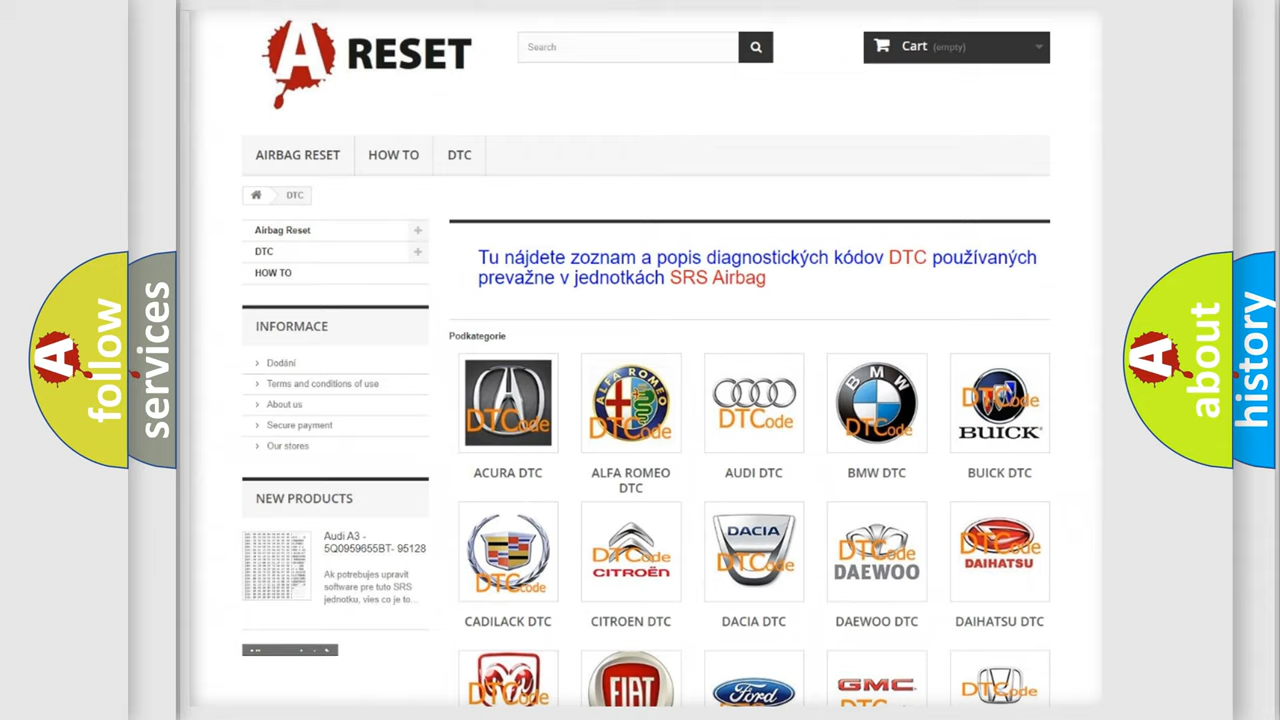 A RESET
Search
Cart (empty)
AIRBAG RESET
HOW TO
DTC
DTC
Airbag Reset
DTC
HOW TO
Tu nájdete zoznam a popis diagnostických kódov DTC používaných
prevažne v jednotkách SRS Airbag
INFORMACE
Dodání
Terms and conditions of use
About us
Secure payment
Our stores
NEW PRODUCTS
Audi A3 -
5Q0959655BT- 95128
Ak potrebujes upravit
software pre tuto SRS
jednotku, vies co je to...
Podkategorie
DTCode
ALFA ROMEO
DTCode
DTCode
BMW
DTCode
DTCode
BUICK
ACURA DTC
ALFA ROMEO
DTC
AUDI DTC
BMW DTC
BUICK DTC
DTCode
DTCode
CITROËN
DACIA
DTCode
DTCode
DAEWOO
DTCode
DAIHATSU
CADILACK DTC
CITROEN DTC
DACIA DTC
DAEWOO DTC
DAIHATSU DTC
DTCode
FIAT
Ford
GMC
DTCode
A follow
services
A about
history